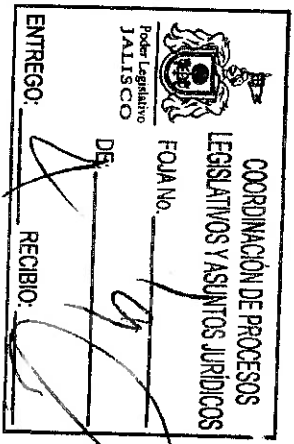 COORDINACIÓN DE PROCESOS
LEGISLATIVOS Y ASUNTOS JURÍDICOS
Poder Legislativo
JALISCO
FOJA No.
DE:
ENTREGO: RECIBIO: